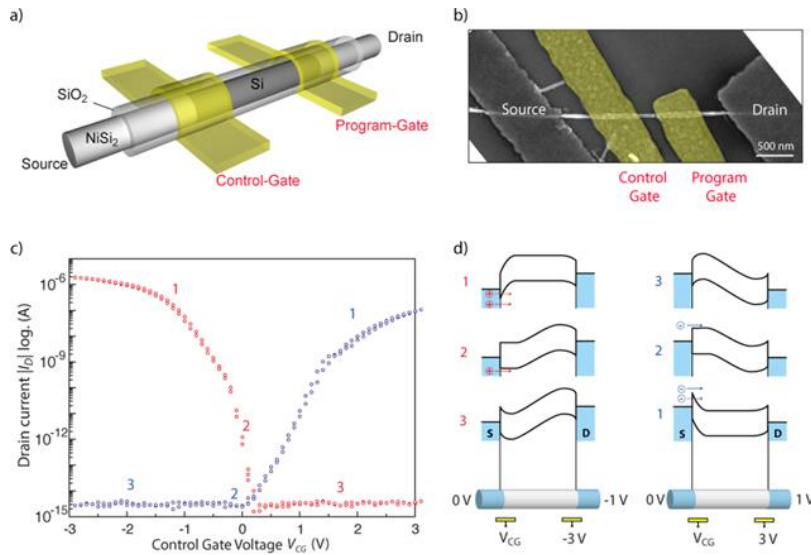 a)
Drain
SiO2
Si
NiSi2
Program-Gate
Source
Control-Gate
b)
Source
Drain
500 nm
Control
Gate
Program
Gate
c)
Drain current |ID| log. (A)
10-6
10-9
10-12
10-15
1
1
2
3
2
3
-3
-2
-1
0
1
2
3
Control Gate Voltage VCG (V)
d)
1
3
2
2
3
1
S
D
S
D
0 V
-1 V
0 V
1 V
VCG
-3 V
VCG
3 V